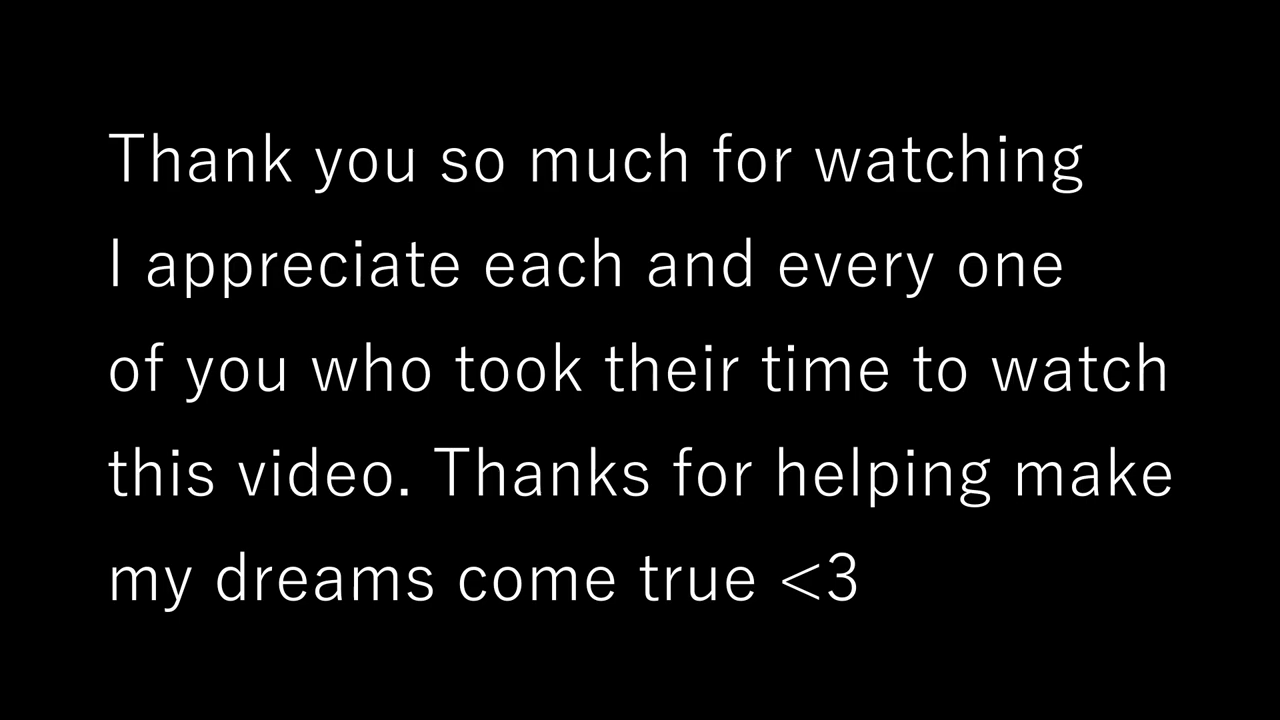 Thank you so much for watching
I appreciate each and every one
of you who took their time to watch
this video. Thanks for helping make
my dreams come true <3